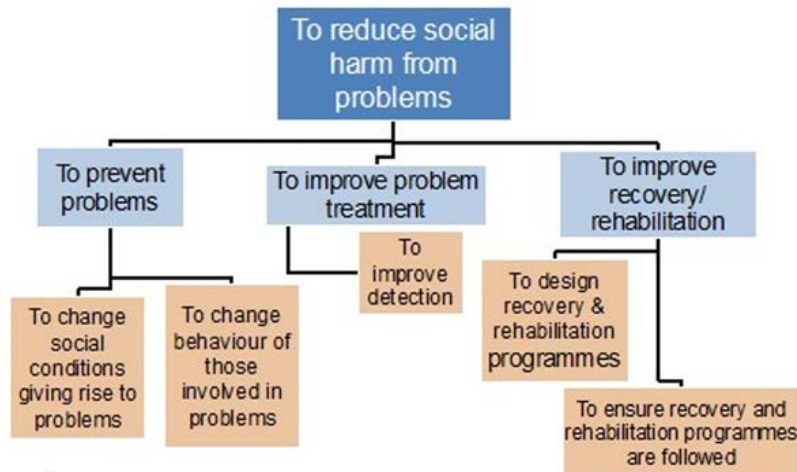 To reduce social
harm from
problems
To prevent
problems
To improve problem
treatment
To improve
recovery/
rehabilitation
To
improve
detection
To change
social
conditions
giving rise to
problems
To change
behaviour of
those
involved in
problems
To design
recovery &
rehabilitation
programmes
To ensure recovery and
rehabilitation programmes
are followed